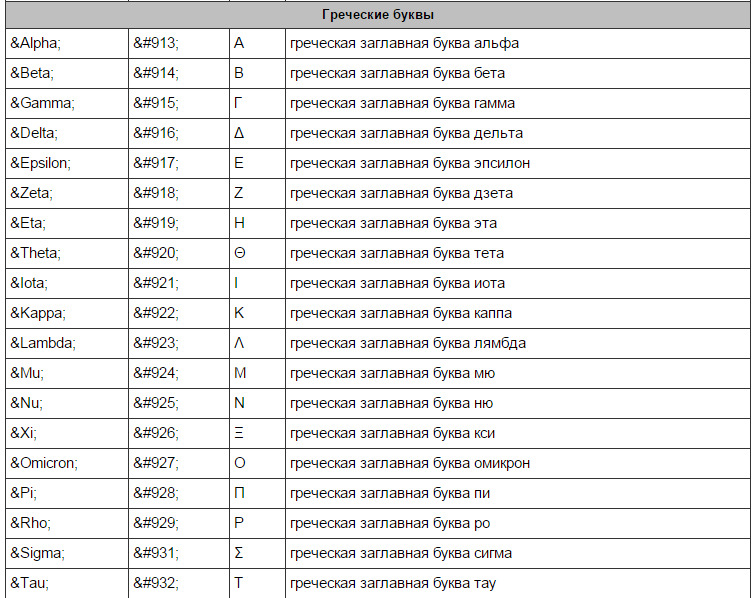 Греческие буквы
&Alpha; &#913; Α греческая заглавная буква альфа
&Beta; &#914; Β греческая заглавная буква бета
&Gamma; &#915; Γ греческая заглавная буква гамма
&Delta; &#916; Δ греческая заглавная буква дельта
&Epsilon; &#917; Ε греческая заглавная буква эпсилон
&Zeta; &#918; Ζ греческая заглавная буква дзета
&Eta; &#919; Η греческая заглавная буква эта
&Theta; &#920; Θ греческая заглавная буква тета
&Iota; &#921; Ι греческая заглавная буква иота
&Kappa; &#922; Κ греческая заглавная буква каппа
&Lambda; &#923; Λ греческая заглавная буква лямбда
&Mu; &#924; Μ греческая заглавная буква мю
&Nu; &#925; Ν греческая заглавная буква ню
&Xi; &#926; Ξ греческая заглавная буква кси
&Omicron; &#927; Ο греческая заглавная буква омикрон
&Pi; &#928; Π греческая заглавная буква пи
&Rho; &#929; Ρ греческая заглавная буква ро
&Sigma; &#931; Σ греческая заглавная буква сигма
&Tau; &#932; Τ греческая заглавная буква тау